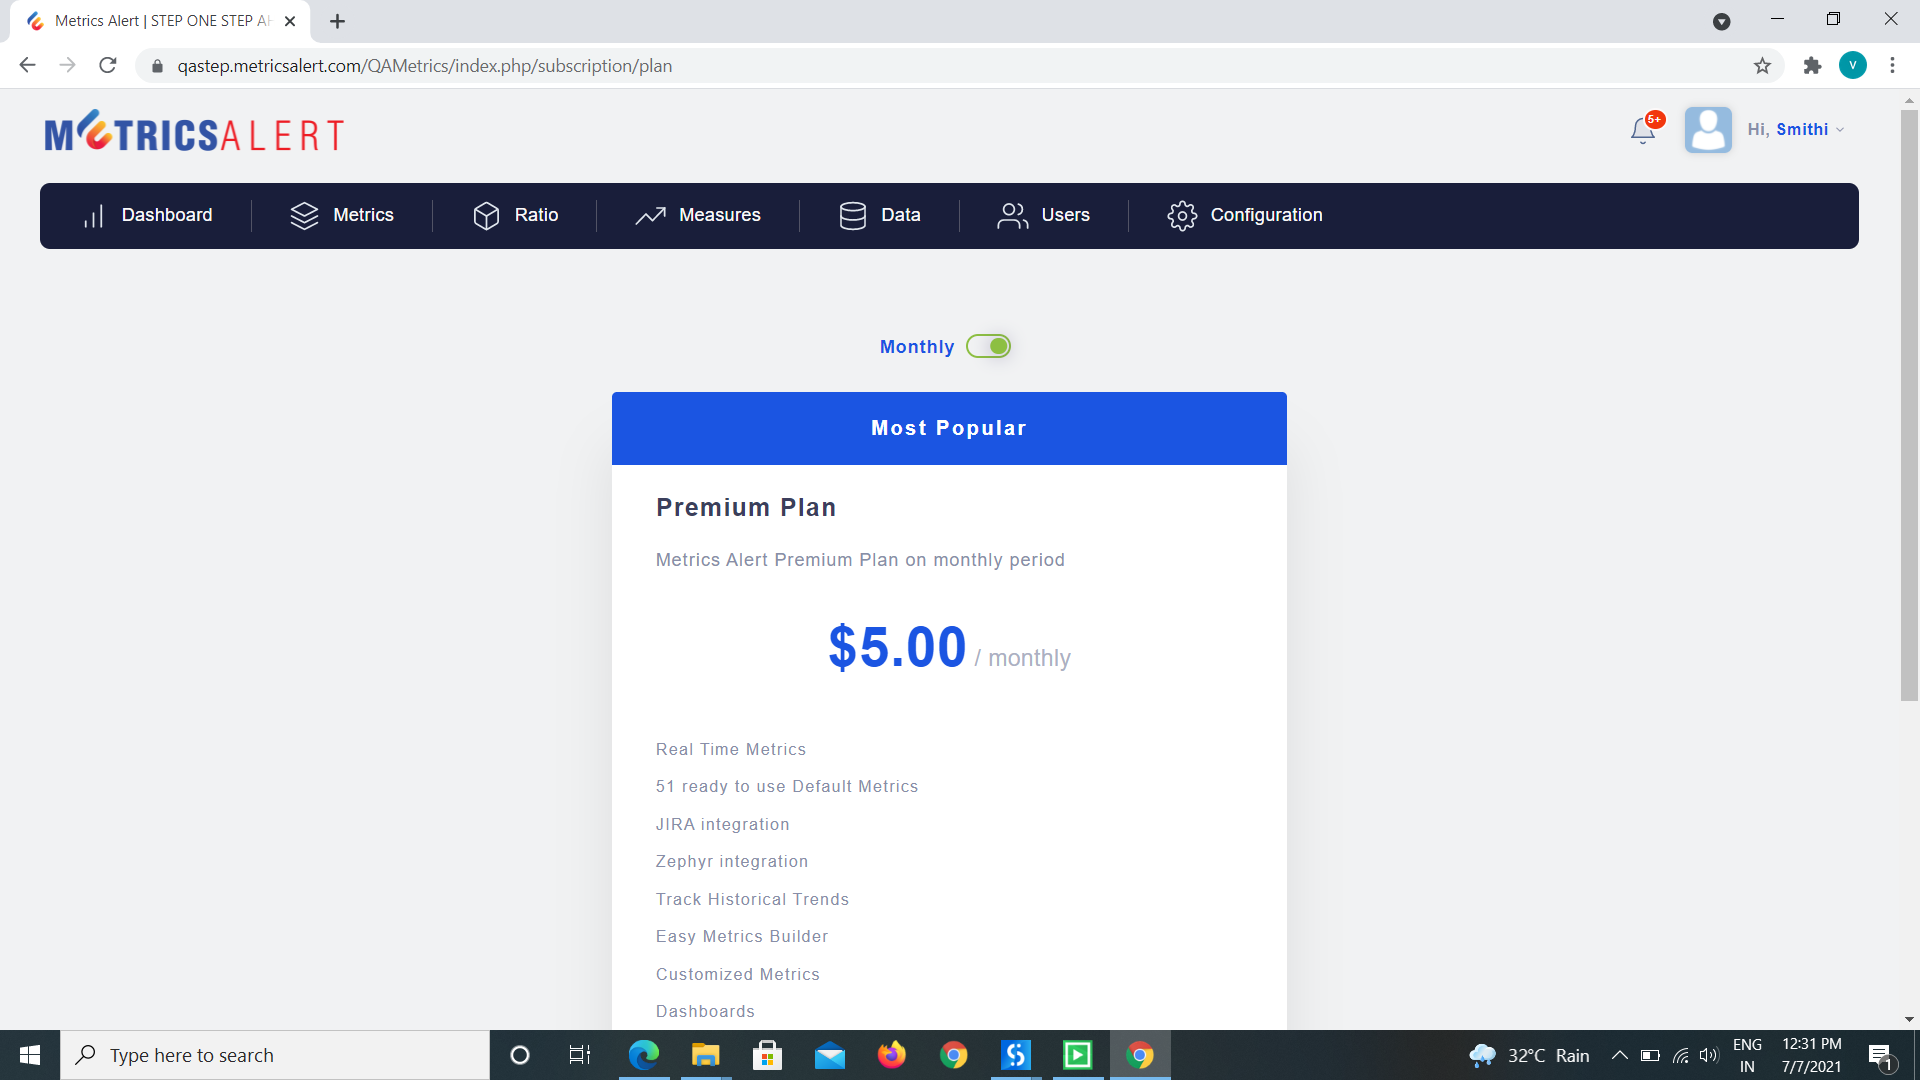 Metrics Alert | STEP ONE STEP AH
qastep.metricsalert.com/QAMetrics/index.php/subscription/plan
V
METRICSALERT
5+
Hi, Smithi
Dashboard
Metrics
Ratio
Measures
Data
Users
Configuration
Monthly
Most Popular
Premium Plan
Metrics Alert Premium Plan on monthly period
$5.00 / monthly
Real Time Metrics
51 ready to use Default Metrics
JIRA integration
Zephyr integration
Track Historical Trends
Easy Metrics Builder
Customized Metrics
Dashboards
Type here to search
32°C Rain
ENG
IN
12:31 PM
7/7/2021
1